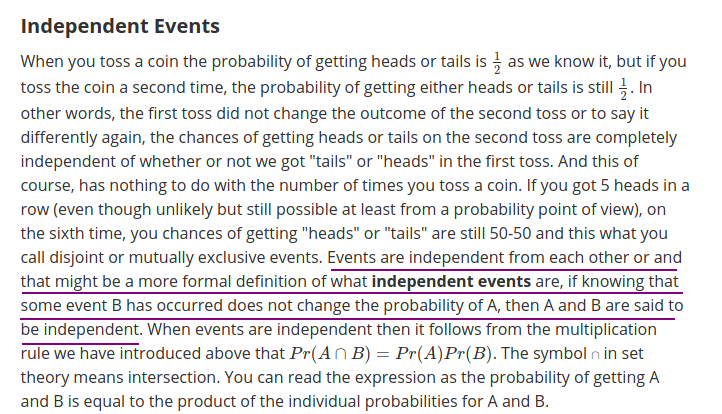 Independent Events
When you toss a coin the probability of getting heads or tails is 1/2 as we know it, but if you
toss the coin a second time, the probability of getting either heads or tails is still 1/2. In
other words, the first toss did not change the outcome of the second toss or to say it
differently again, the chances of getting heads or tails on the second toss are completely
independent of whether or not we got "tails" or "heads" in the first toss. And this of
course, has nothing to do with the number of times you toss a coin. If you got 5 heads in a
row (even though unlikely but still possible at least from a probability point of view), on
the sixth time, you chances of getting "heads" or "tails" are still 50-50 and this what you
call disjoint or mutually exclusive events. Events are independent from each other or and
that might be a more formal definition of what independent events are, if knowing that
some event B has occurred does not change the probability of A, then A and B are said to
be independent. When events are independent then it follows from the multiplication
rule we have introduced above that Pr(A ∩ B) = Pr(A)Pr(B). The symbol ∩ in set
theory means intersection. You can read the expression as the probability of getting A
and B is equal to the product of the individual probabilities for A and B.